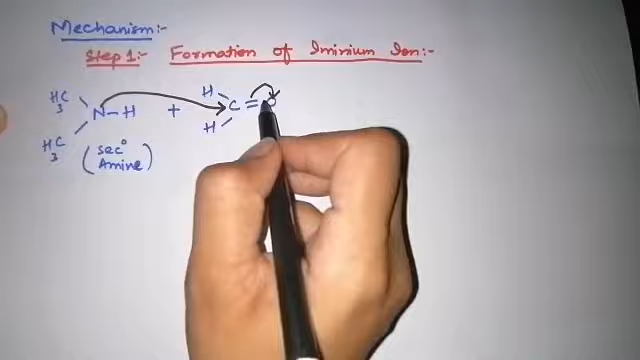 Mechanism:-
Step 1:- Formation of Iminium Ion:-
H3C H
N-H + C=O
H3C H
(sec° Amine)